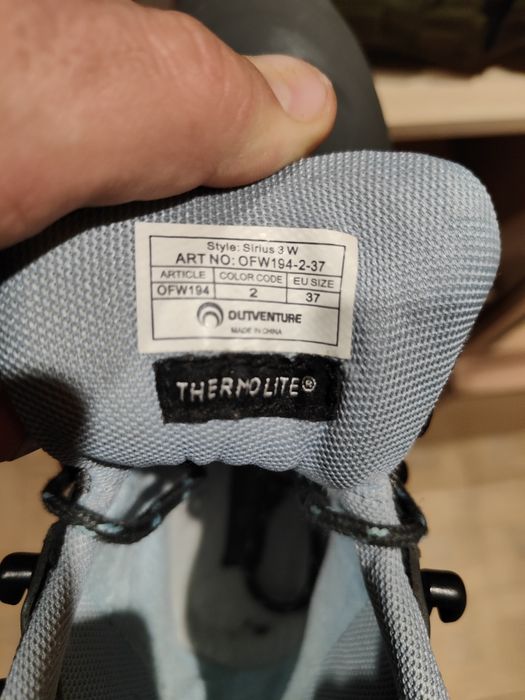 Style: Sirius 3 W
ART NO: OFW194-2-37
ARTICLE COLOR CODE EU SIZE
OFW194 2 37
OUTVENTURE
MADE IN CHINA
THERMOLITE®